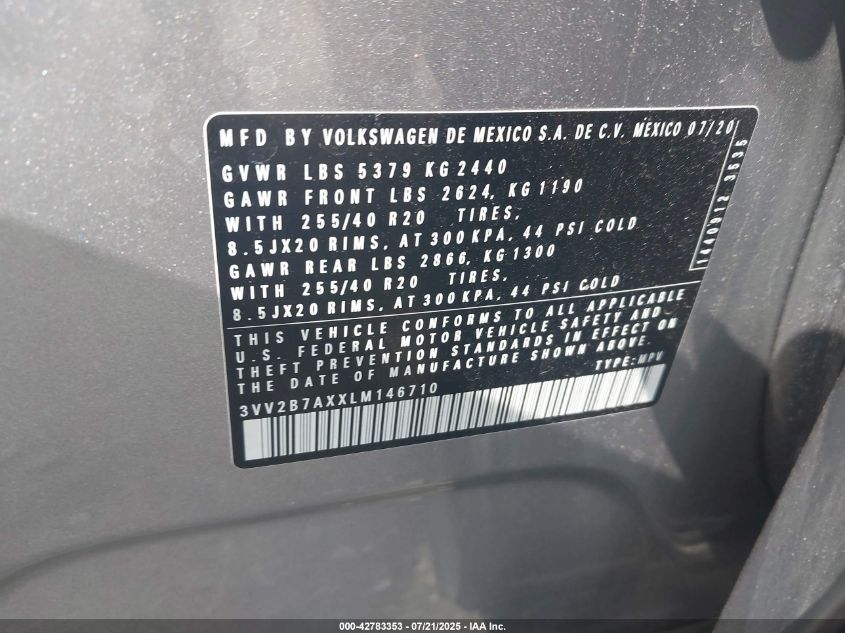 MFD BY VOLKSWAGEN DE MEXICO S.A. DE C.V. MEXICO 07/20
GVWR LBS 5379 KG 2440
GAWR FRONT LBS 2624, KG 1190
WITH 255/40 R20 TIRES,
8.5JX20 RIMS, AT 300 KPA, 44 PSI COLD
GAWR REAR LBS 2866, KG 1300
WITH 255/40 R20 TIRES,
8.5JX20 RIMS, AT 300 KPA, 44 PSI COLD
1440912 3535
THIS VEHICLE CONFORMS TO ALL APPLICABLE
U.S. FEDERAL MOTOR VEHICLE SAFETY AND
THEFT PREVENTION STANDARDS IN EFFECT ON
THE DATE OF MANUFACTURE SHOWN ABOVE.
TYPE: MPV
3VV2B7AXXLM146710
000-42783353 / 07/21/2025 - IAA Inc.